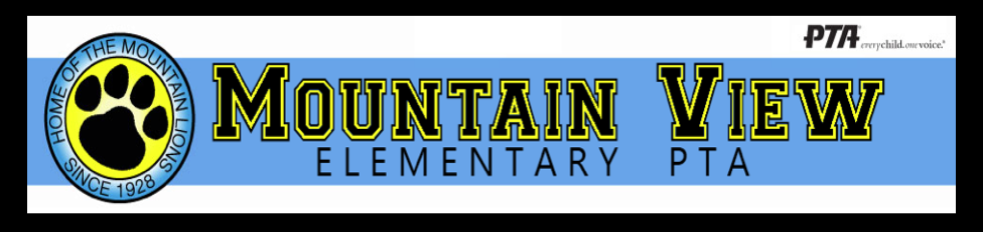 PTA
everychild.onevoice.®
HOME OF THE MOUNTAIN LIONS
SINCE 1928
MOUNTAIN VIEW
ELEMENTARY PTA